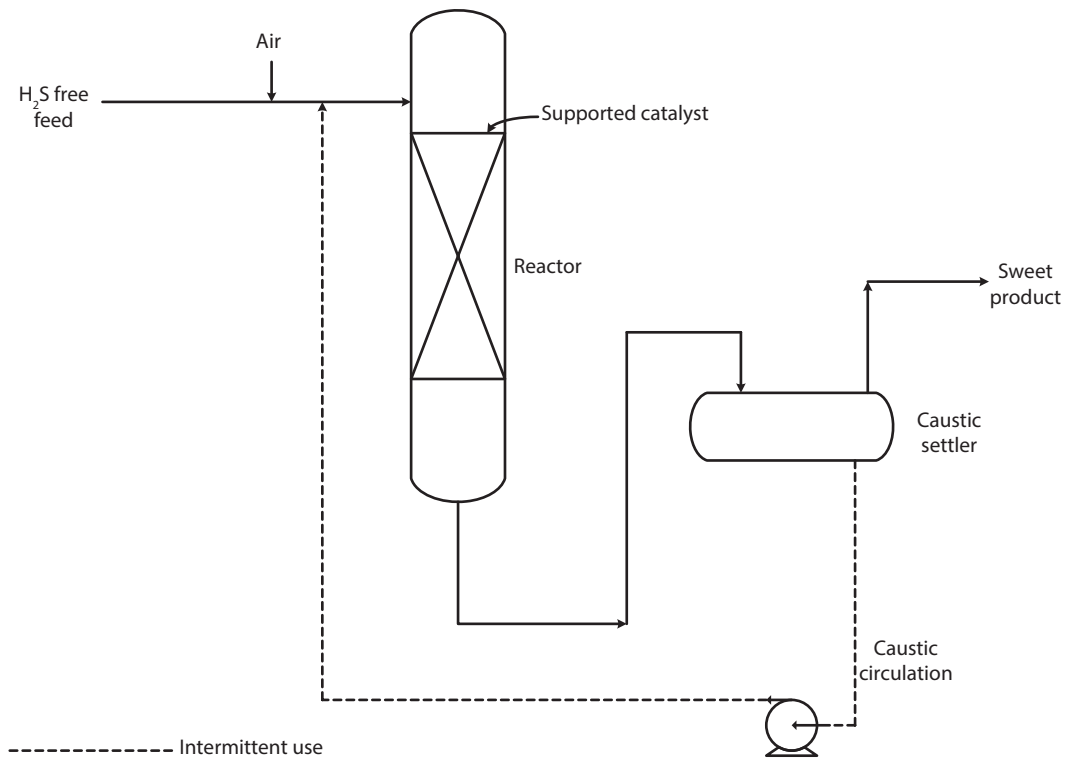 Air
H₂S free
feed
Supported catalyst
Reactor
Sweet
product
Caustic
settler
Caustic
circulation
Intermittent use